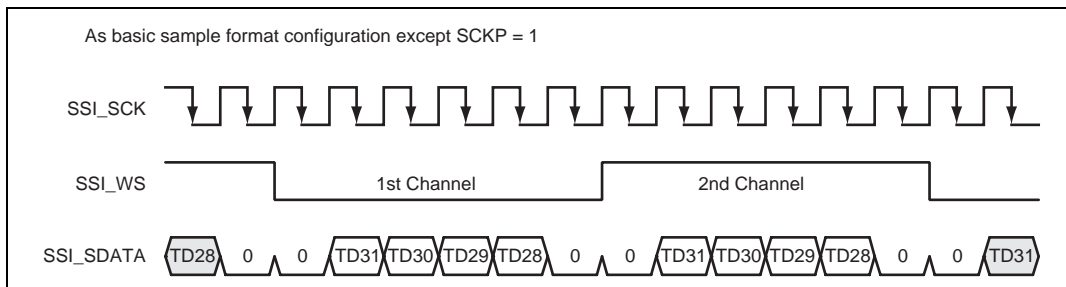 As basic sample format configuration except SCKP = 1
SSI_SCK
SSI_WS 1st Channel 2nd Channel
SSI_SDATA TD28 0 0 TD31 TD30 TD29 TD28 0 0 TD31 TD30 TD29 TD28 0 0 TD31